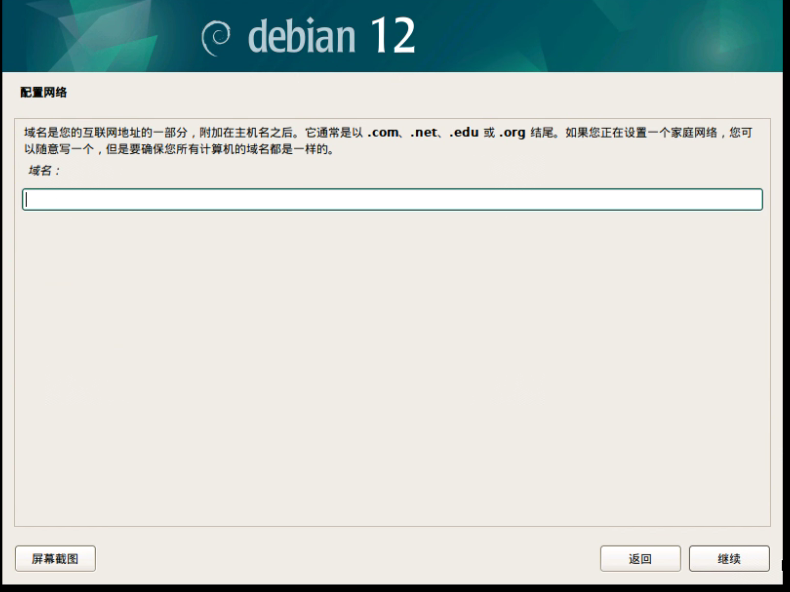 debian 12
配置网络
域名是您的互联网地址的一部分，附加在主机名之后。它通常是以 .com、.net、.edu 或 .org 结尾。如果您正在设置一个家庭网络，您可
以随意写一个，但是要确保您所有计算机的域名都是一样的。
域名：
屏幕截图 返回 继续